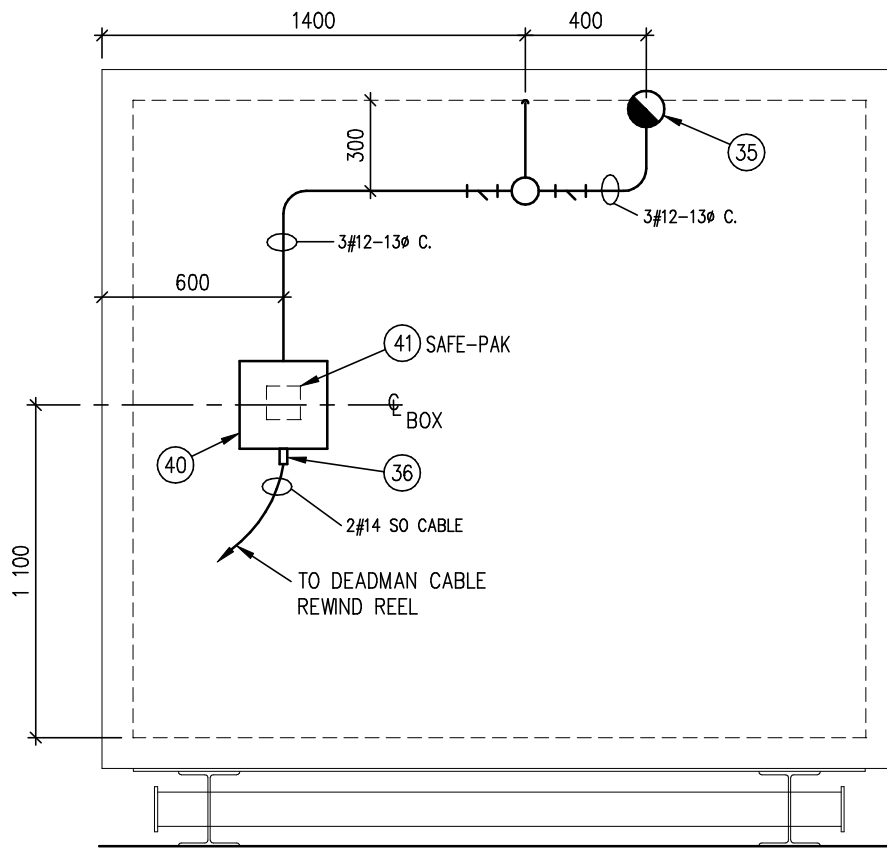 1400
400
300
35
3#12-13ø C.
3#12-13ø C.
600
41 SAFE-PAK
℄ BOX
40
36
2#14 SO CABLE
1 100
TO DEADMAN CABLE
REWIND REEL